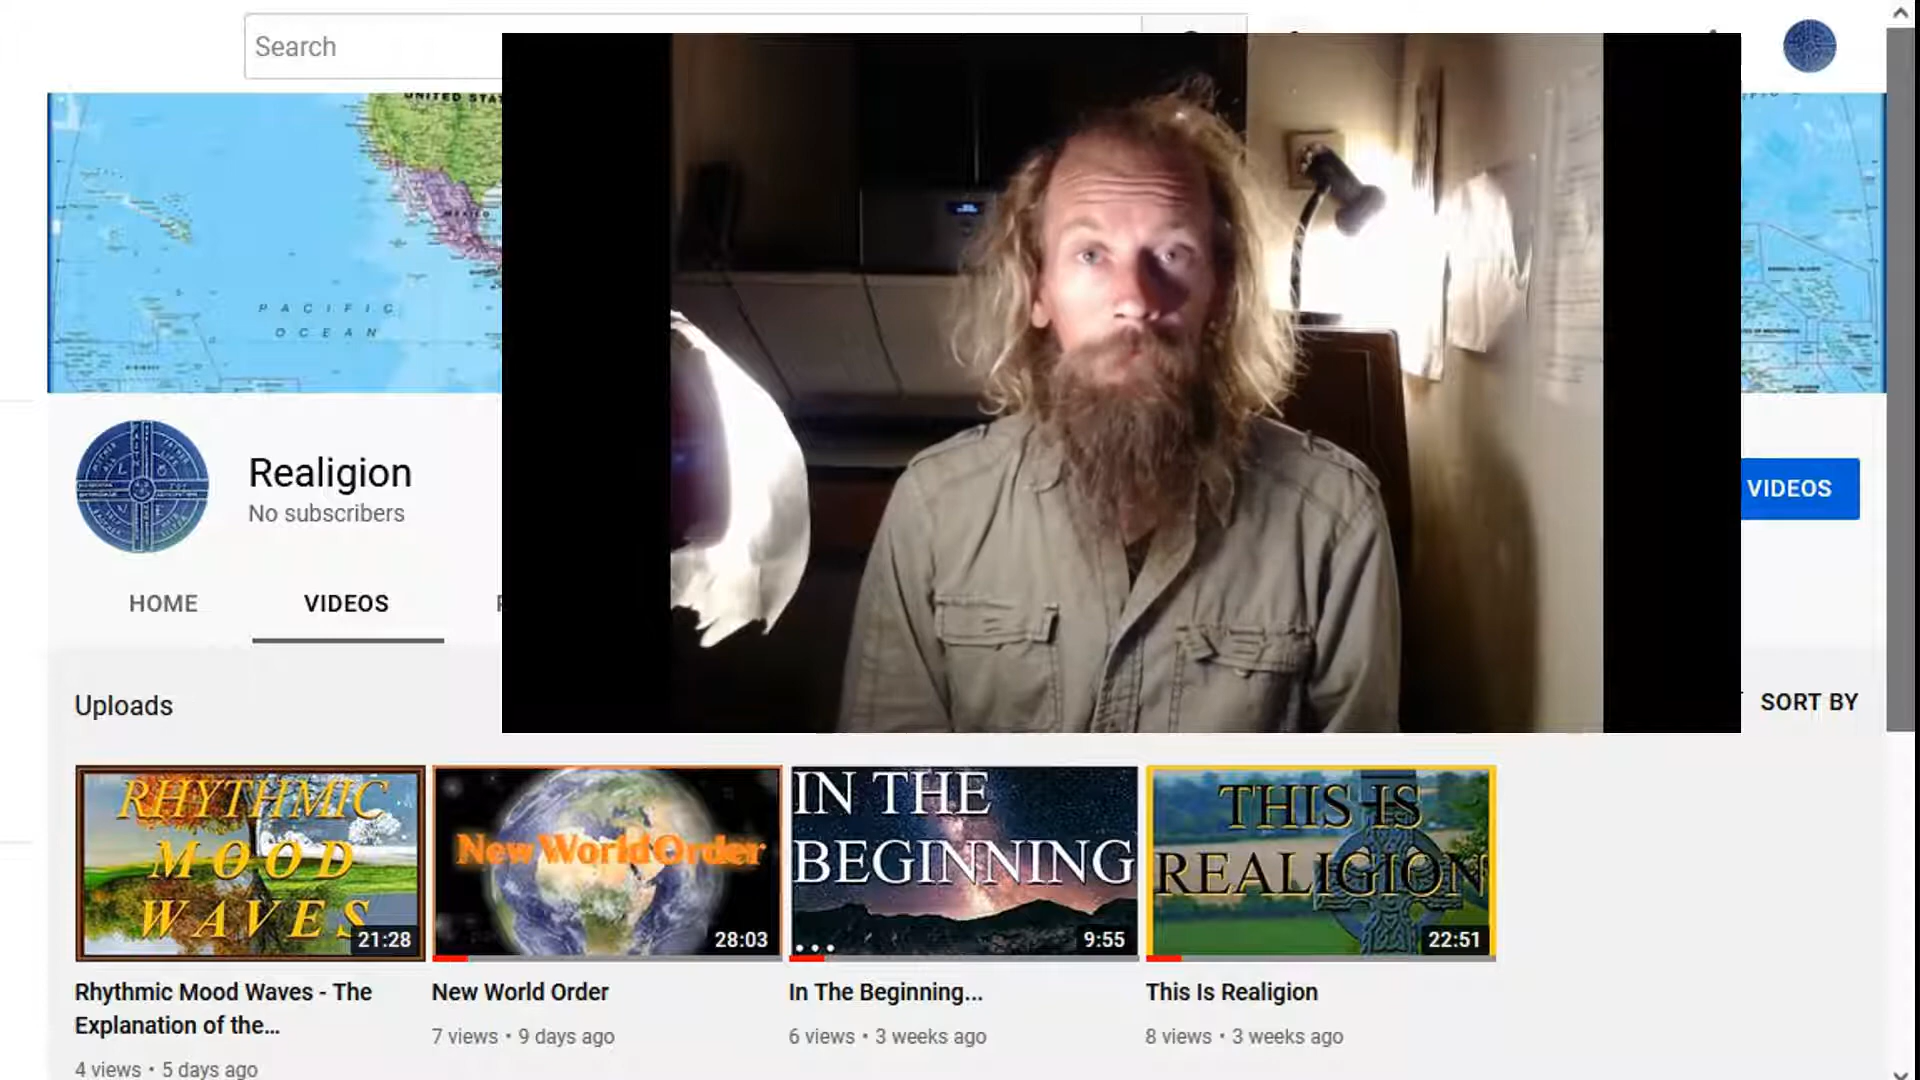 Search
UNITED STA
MEXICO
PACIFIC
OCEAN
Realigion
No subscribers
VIDEOS
HOME
VIDEOS
Uploads
SORT BY
RHYTHMIC
MOOD
WAVES
21:28
New World Order
28:03
IN THE
BEGINNING
...
9:55
THIS IS
REALIGION
22:51
Rhythmic Mood Waves - The
Explanation of the...
4 views • 5 days ago
New World Order
7 views • 9 days ago
In The Beginning...
6 views • 3 weeks ago
This Is Realigion
8 views • 3 weeks ago